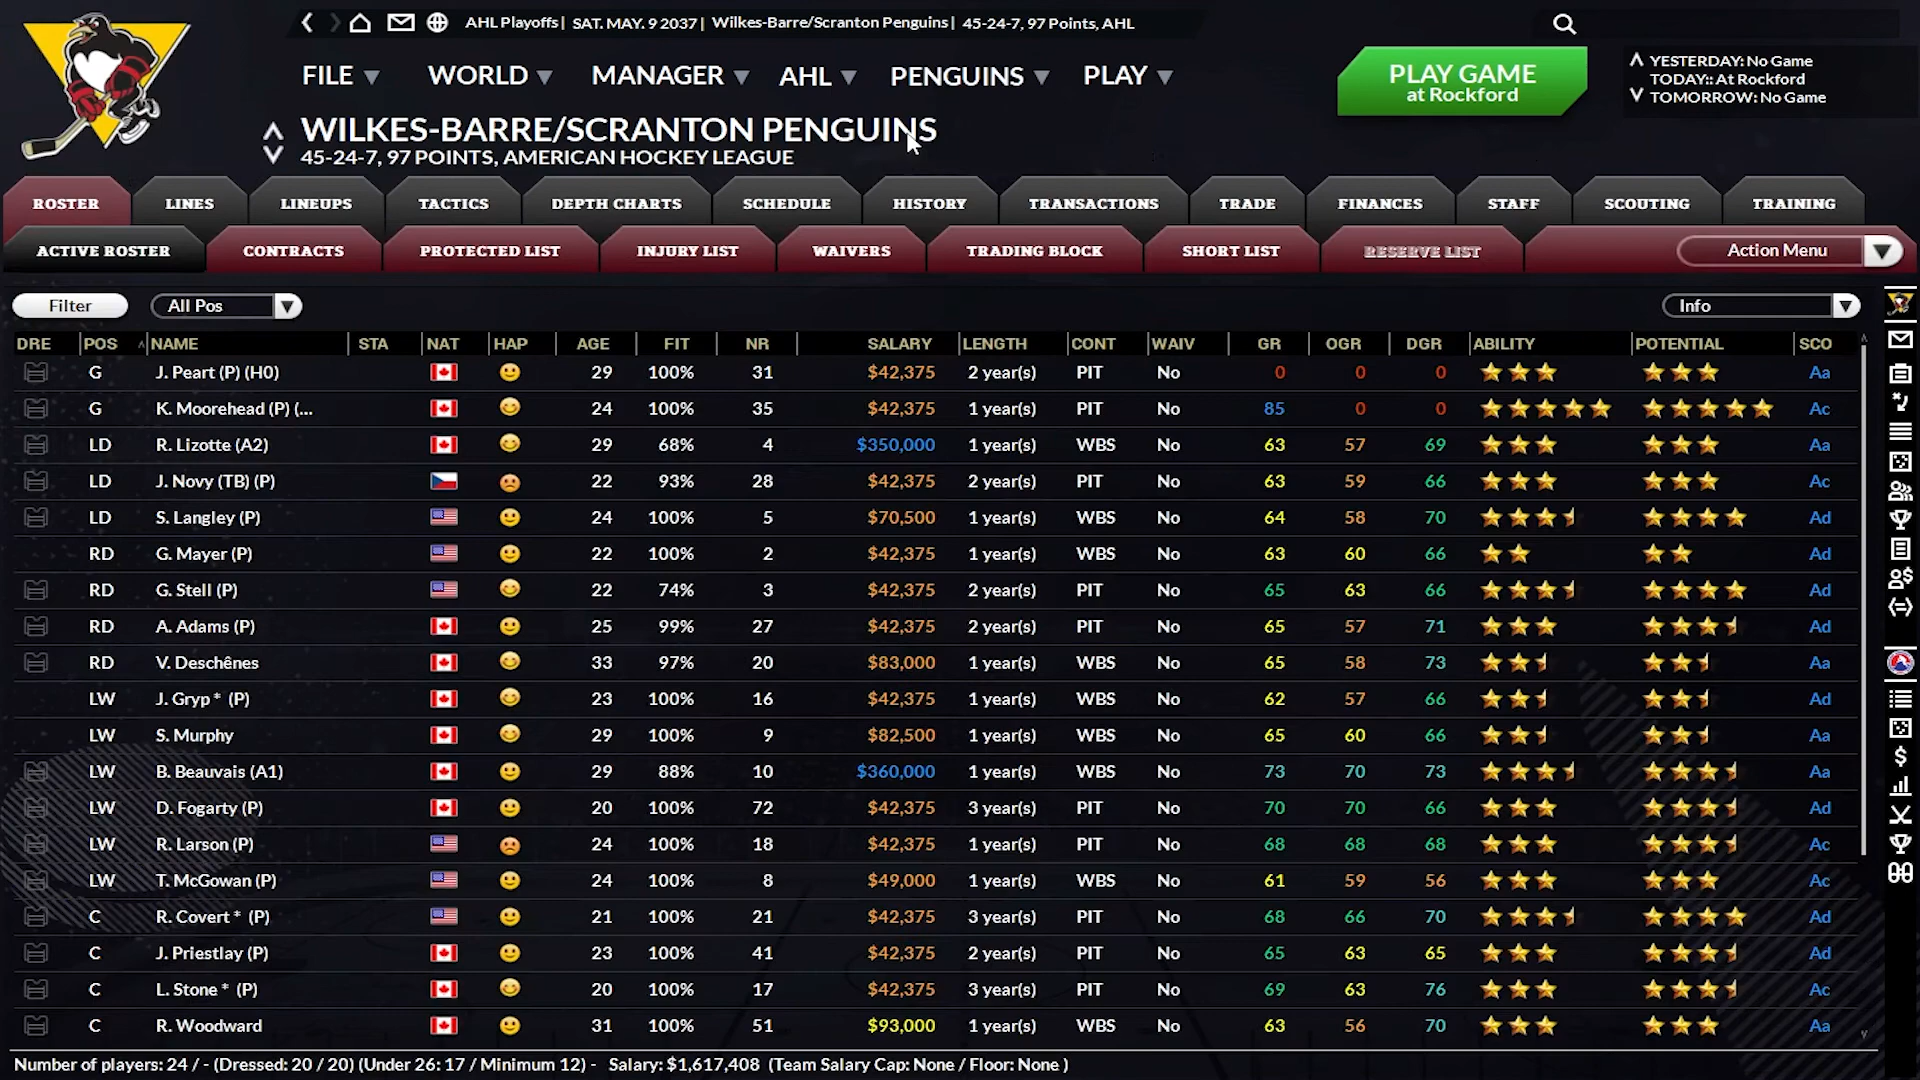 AHL Playoffs| SAT. MAY. 9 2037| Wilkes-Barre/Scranton Penguins| 45-24-7, 97 Points, AHL
FILE WORLD MANAGER AHL PENGUINS PLAY
PLAY GAME
at Rockford
YESTERDAY: No Game
TODAY:: At Rockford
TOMORROW: No Game
WILKES-BARRE/SCRANTON PENGUINS
45-24-7, 97 POINTS, AMERICAN HOCKEY LEAGUE
ROSTER LINES LINEUPS TACTICS DEPTH CHARTS SCHEDULE HISTORY TRANSACTIONS TRADE FINANCES STAFF SCOUTING TRAINING
ACTIVE ROSTER CONTRACTS PROTECTED LIST INJURY LIST WAIVERS TRADING BLOCK SHORT LIST RESERVE LIST Action Menu
Filter All Pos Info
DRE POS NAME STA NAT HAP AGE FIT NR SALARY LENGTH CONT WAIV GR OGR DGR ABILITY POTENTIAL SCO
G J. Peart (P) (H0) 29 100% 31 $42,375 2 year(s) PIT No 0 0 0 Aa
G K. Moorehead (P) (... 24 100% 35 $42,375 1 year(s) PIT No 85 0 0 Ac
LD R. Lizotte (A2) 29 68% 4 $350,000 1 year(s) WBS No 63 57 69 Aa
LD J. Novy (TB) (P) 22 93% 28 $42,375 2 year(s) PIT No 63 59 66 Ac
LD S. Langley (P) 24 100% 5 $70,500 1 year(s) WBS No 64 58 70 Ad
RD G. Mayer (P) 22 100% 2 $42,375 1 year(s) WBS No 63 60 66 Ad
RD G. Stell (P) 22 74% 3 $42,375 2 year(s) PIT No 65 63 66 Ad
RD A. Adams (P) 25 99% 27 $42,375 2 year(s) PIT No 65 57 71 Ad
RD V. Deschênes 33 97% 20 $83,000 1 year(s) WBS No 65 58 73 Aa
LW J. Gryp * (P) 23 100% 16 $42,375 1 year(s) WBS No 62 57 66 Ad
LW S. Murphy 29 100% 9 $82,500 1 year(s) WBS No 65 60 66 Aa
LW B. Beauvais (A1) 29 88% 10 $360,000 1 year(s) WBS No 73 70 73 Aa
LW D. Fogarty (P) 20 100% 72 $42,375 3 year(s) PIT No 70 70 66 Ad
LW R. Larson (P) 24 100% 18 $42,375 1 year(s) PIT No 68 68 68 Ac
LW T. McGowan (P) 24 100% 8 $49,000 1 year(s) WBS No 61 59 56 Ac
C R. Covert * (P) 21 100% 21 $42,375 3 year(s) PIT No 68 66 70 Ad
C J. Priestlay (P) 23 100% 41 $42,375 2 year(s) PIT No 65 63 65 Ad
C L. Stone * (P) 20 100% 17 $42,375 3 year(s) PIT No 69 63 76 Ac
C R. Woodward 31 100% 51 $93,000 1 year(s) WBS No 63 56 70 Aa
Number of players: 24 / - (Dressed: 20 / 20) (Under 26: 17 / Minimum 12) - Salary: $1,617,408 (Team Salary Cap: None / Floor: None )